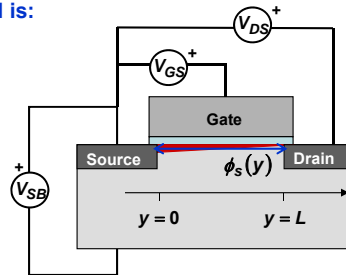 d is:
V_DS
+
V_GS
+
Gate
Source
ϕ_s(y)
Drain
+
V_SB
y = 0
y = L